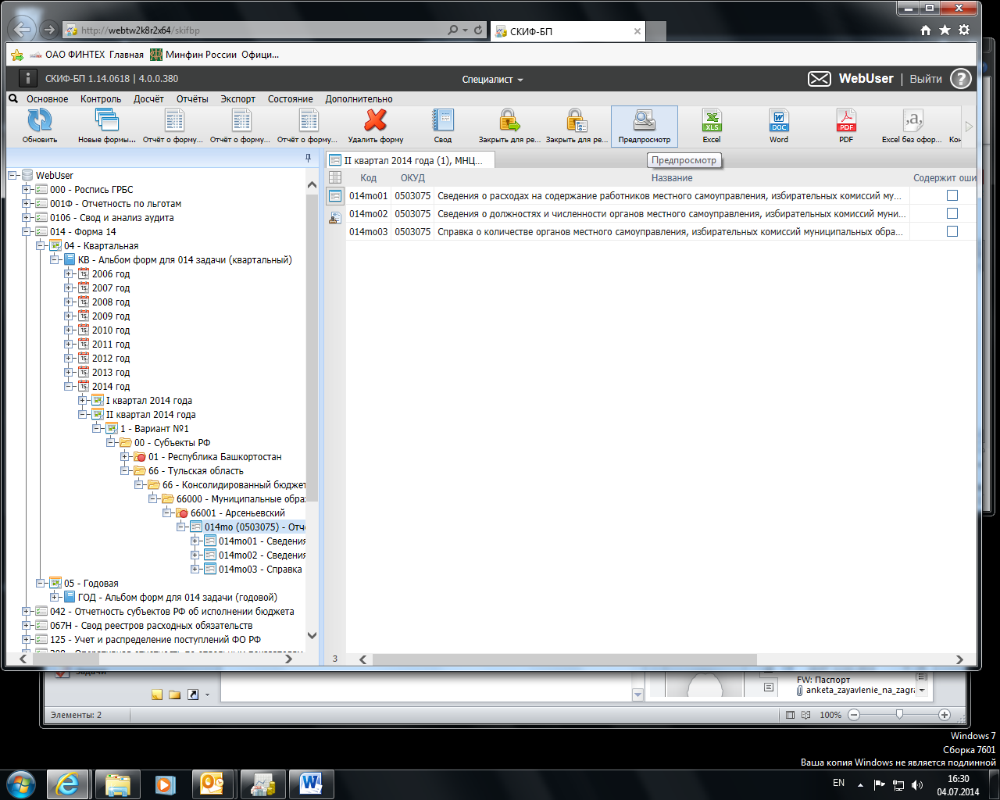 http://webtw2k8r2x64/skifbp
СКИФ-БП
ОАО ФИНТЕХ Главная
Минфин России Офици...
СКИФ-БП 1.14.0618 | 4.0.0.380
Специалист
WebUser | Выйти
Основное Контроль Досчёт Отчёты Экспорт Состояние Дополнительно
Обновить
Новые формы...
Отчёт о форму...
Отчёт о форму...
Отчёт о форму...
Удалить форму
Свод
Закрыть для ре...
Закрыть для ре...
Предпросмотр
Excel
Word
PDF
Excel без офор...
Кон
WebUser
000 - Роспись ГРБС
001Ф - Отчетность по льготам
0106 - Свод и анализ аудита
014 - Форма 14
04 - Квартальная
КВ - Альбом форм для 014 задачи (квартальный)
2006 год
2007 год
2008 год
2009 год
2010 год
2011 год
2012 год
2013 год
2014 год
I квартал 2014 года
II квартал 2014 года
1 - Вариант №1
00 - Субъекты РФ
01 - Республика Башкортостан
66 - Тульская область
66 - Консолидированный бюджет
66000 - Муниципальные обра
66001 - Арсеньевский
014mo (0503075) - Отч
014mo01 - Сведения
014mo02 - Сведения
014mo03 - Справка
05 - Годовая
ГОД - Альбом форм для 014 задачи (годовой)
042 - Отчетность субъектов РФ об исполнении бюджета
067Н - Свод реестров расходных обязательств
125 - Учет и распределение поступлений ФО РФ
II квартал 2014 года (1), МНЦ...
Предпросмотр
Код ОКУД Название Содержит оши
014mo01 0503075 Сведения о расходах на содержание работников местного самоуправления, избирательных комиссий му...
014mo02 0503075 Сведения о должностях и численности органов местного самоуправления, избирательных комиссий муни...
014mo03 0503075 Справка о количестве органов местного самоуправления, избирательных комиссий муниципальных обра...
3
Задачи
FW: Паспорт
anketa_zayavlenie_na_zagra
Элементы: 2
100%
Windows 7
Сборка 7601
Ваша копия Windows не является подлинной
EN
16:30
04.07.2014